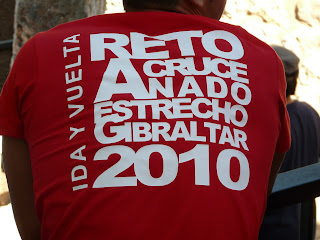 IDA Y VUELTA
RETO
A CRUCE
A NADO
ESTRECHO
GIBRALTAR
2010